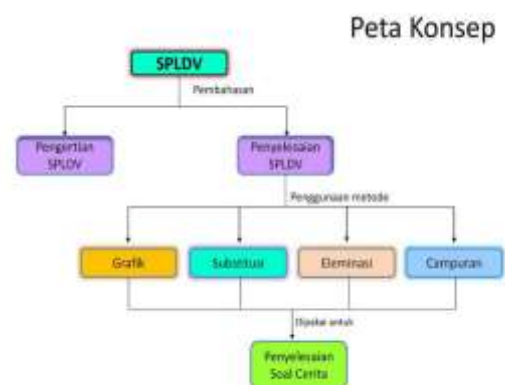 Peta Konsep
SPLDV
Pembahasan
Pengertian
SPLDV
Penyelesaian
SPLDV
Penggunaan metode
Grafik
Substitusi
Eleminasi
Campuran
Dipakai untuk
Penyelesaian
Soal Cerita